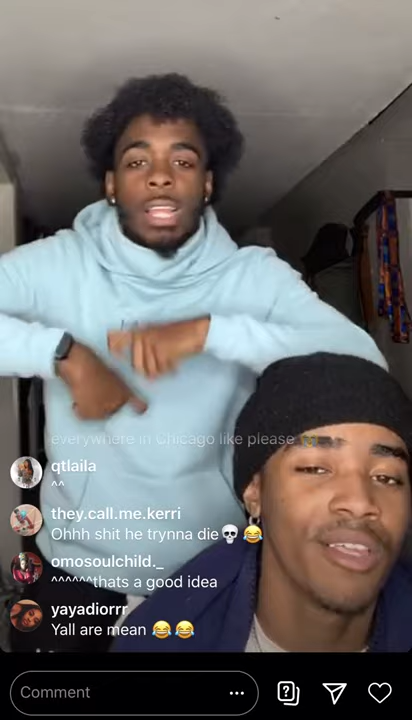 everywhere in Chicago like please
qtlaila
^^
they.call.me.kerri
Ohhh shit he trynna die💀😂
omosoulchild._
^^^^^^thats a good idea
yayadiorrr
Yall are mean 😂😂
Comment